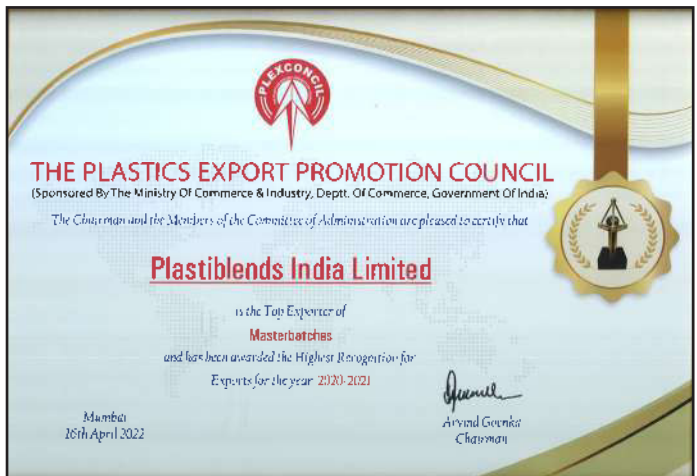 PLEXCONCIL
THE PLASTICS EXPORT PROMOTION COUNCIL
(Sponsored By The Ministry Of Commerce & Industry, Deptt. Of Commerce, Government Of India)
The Chairman and the Members of the Committee of Administration are pleased to certify that
Plastiblends India Limited
is the Top Exporter of
Masterbatches
and has been awarded the Highest Recognition for
Exports for the year 2020-2021
Mumbai
26th April 2022
Arvind Goenka
Chairman